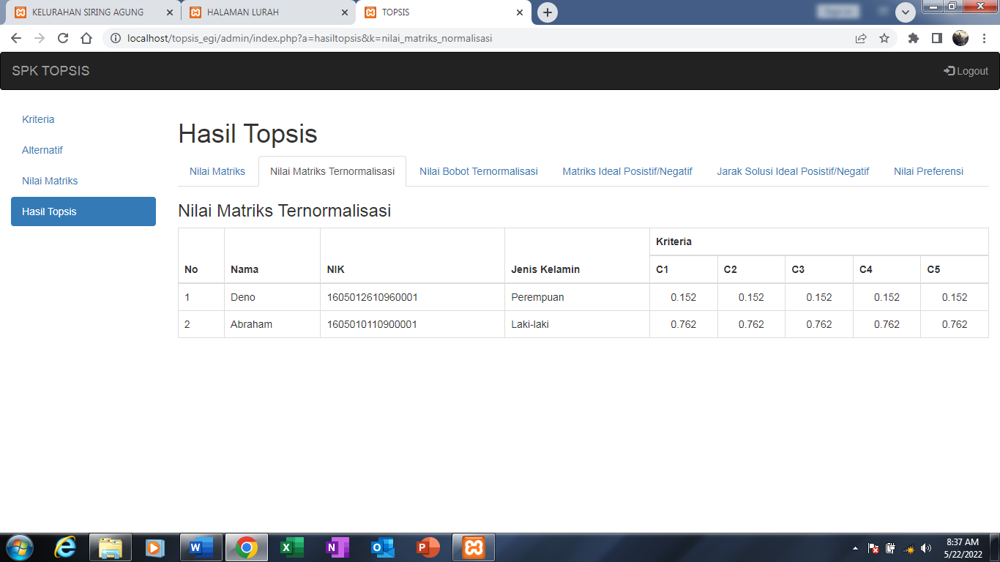 KELURAHAN SIRING AGUNG
HALAMAN LURAH
TOPSIS
localhost/topsis_egi/admin/index.php?a=hasiltopsis&k=nilai_matriks_normalisasi
SPK TOPSIS
Logout
Kriteria
Alternatif
Nilai Matriks
Hasil Topsis
Hasil Topsis
Nilai Matriks Nilai Matriks Ternormalisasi Nilai Bobot Ternormalisasi Matriks Ideal Posistif/Negatif Jarak Solusi Ideal Posistif/Negatif Nilai Preferensi
Nilai Matriks Ternormalisasi
Kriteria
No Nama NIK Jenis Kelamin C1 C2 C3 C4 C5
1 Deno 1605012610960001 Perempuan 0.152 0.152 0.152 0.152 0.152
2 Abraham 1605010110900001 Laki-laki 0.762 0.762 0.762 0.762 0.762
8:37 AM
5/22/2022